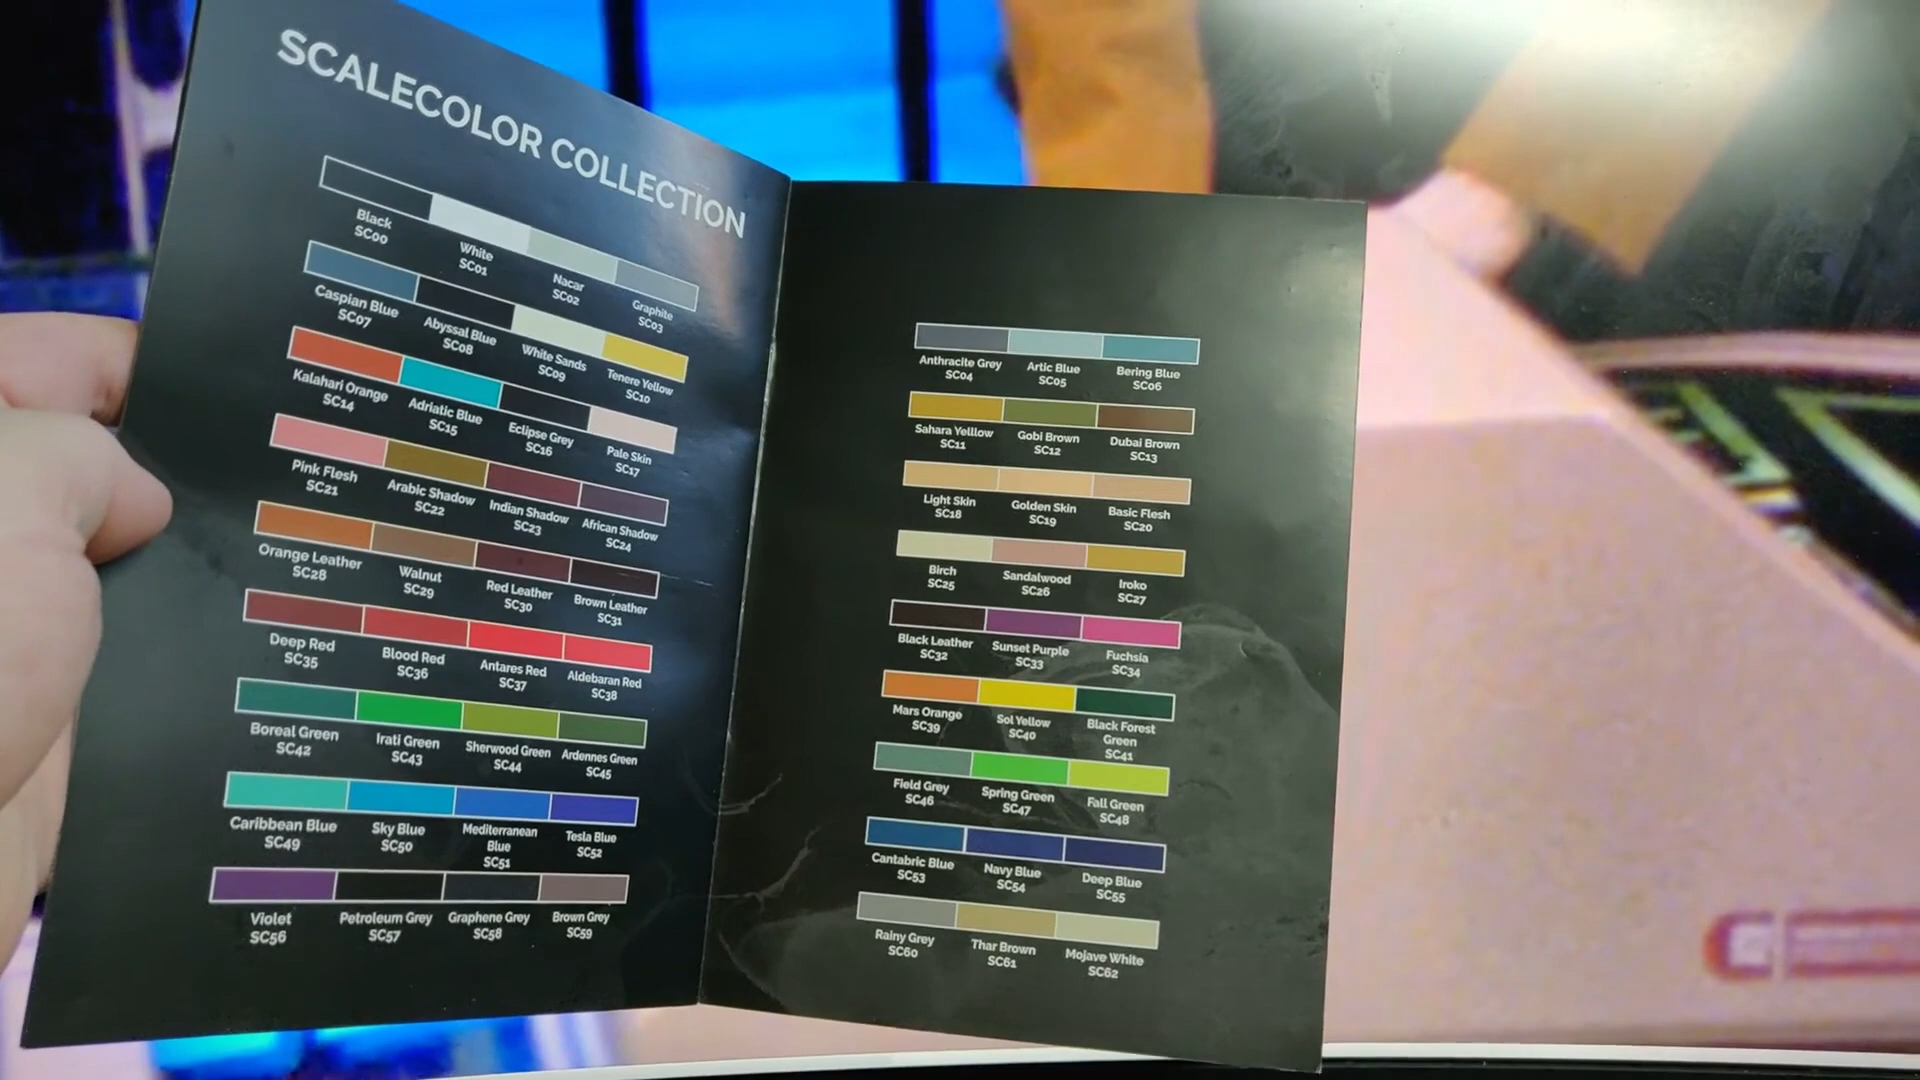 SCALECOLOR COLLECTION
Black
SC00
White
SC01
Nacar
SC02
Graphite
SC03
Caspian Blue
SC07
Abyssal Blue
SC08
White Sands
SC09
Tenere Yellow
SC10
Kalahari Orange
SC14
Adriatic Blue
SC15
Eclipse Grey
SC16
Pale Skin
SC17
Pink Flesh
SC21
Arabic Shadow
SC22
Indian Shadow
SC23
African Shadow
SC24
Orange Leather
SC28
Walnut
SC29
Red Leather
SC30
Brown Leather
SC31
Deep Red
SC35
Blood Red
SC36
Antares Red
SC37
Aldebaran Red
SC38
Boreal Green
SC42
Irati Green
SC43
Sherwood Green
SC44
Ardennes Green
SC45
Caribbean Blue
SC49
Sky Blue
SC50
Mediterranean
Blue
SC51
Tesla Blue
SC52
Violet
SC56
Petroleum Grey
SC57
Graphene Grey
SC58
Brown Grey
SC59
Anthracite Grey
SC04
Artic Blue
SC05
Bering Blue
SC06
Sahara Yelllow
SC11
Gobi Brown
SC12
Dubai Brown
SC13
Light Skin
SC18
Golden Skin
SC19
Basic Flesh
SC20
Birch
SC25
Sandalwood
SC26
Iroko
SC27
Black Leather
SC32
Sunset Purple
SC33
Fuchsia
SC34
Mars Orange
SC39
Sol Yellow
SC40
Black Forest
Green
SC41
Field Grey
SC46
Spring Green
SC47
Fall Green
SC48
Cantabric Blue
SC53
Navy Blue
SC54
Deep Blue
SC55
Rainy Grey
SC60
Thar Brown
SC61
Mojave White
SC62